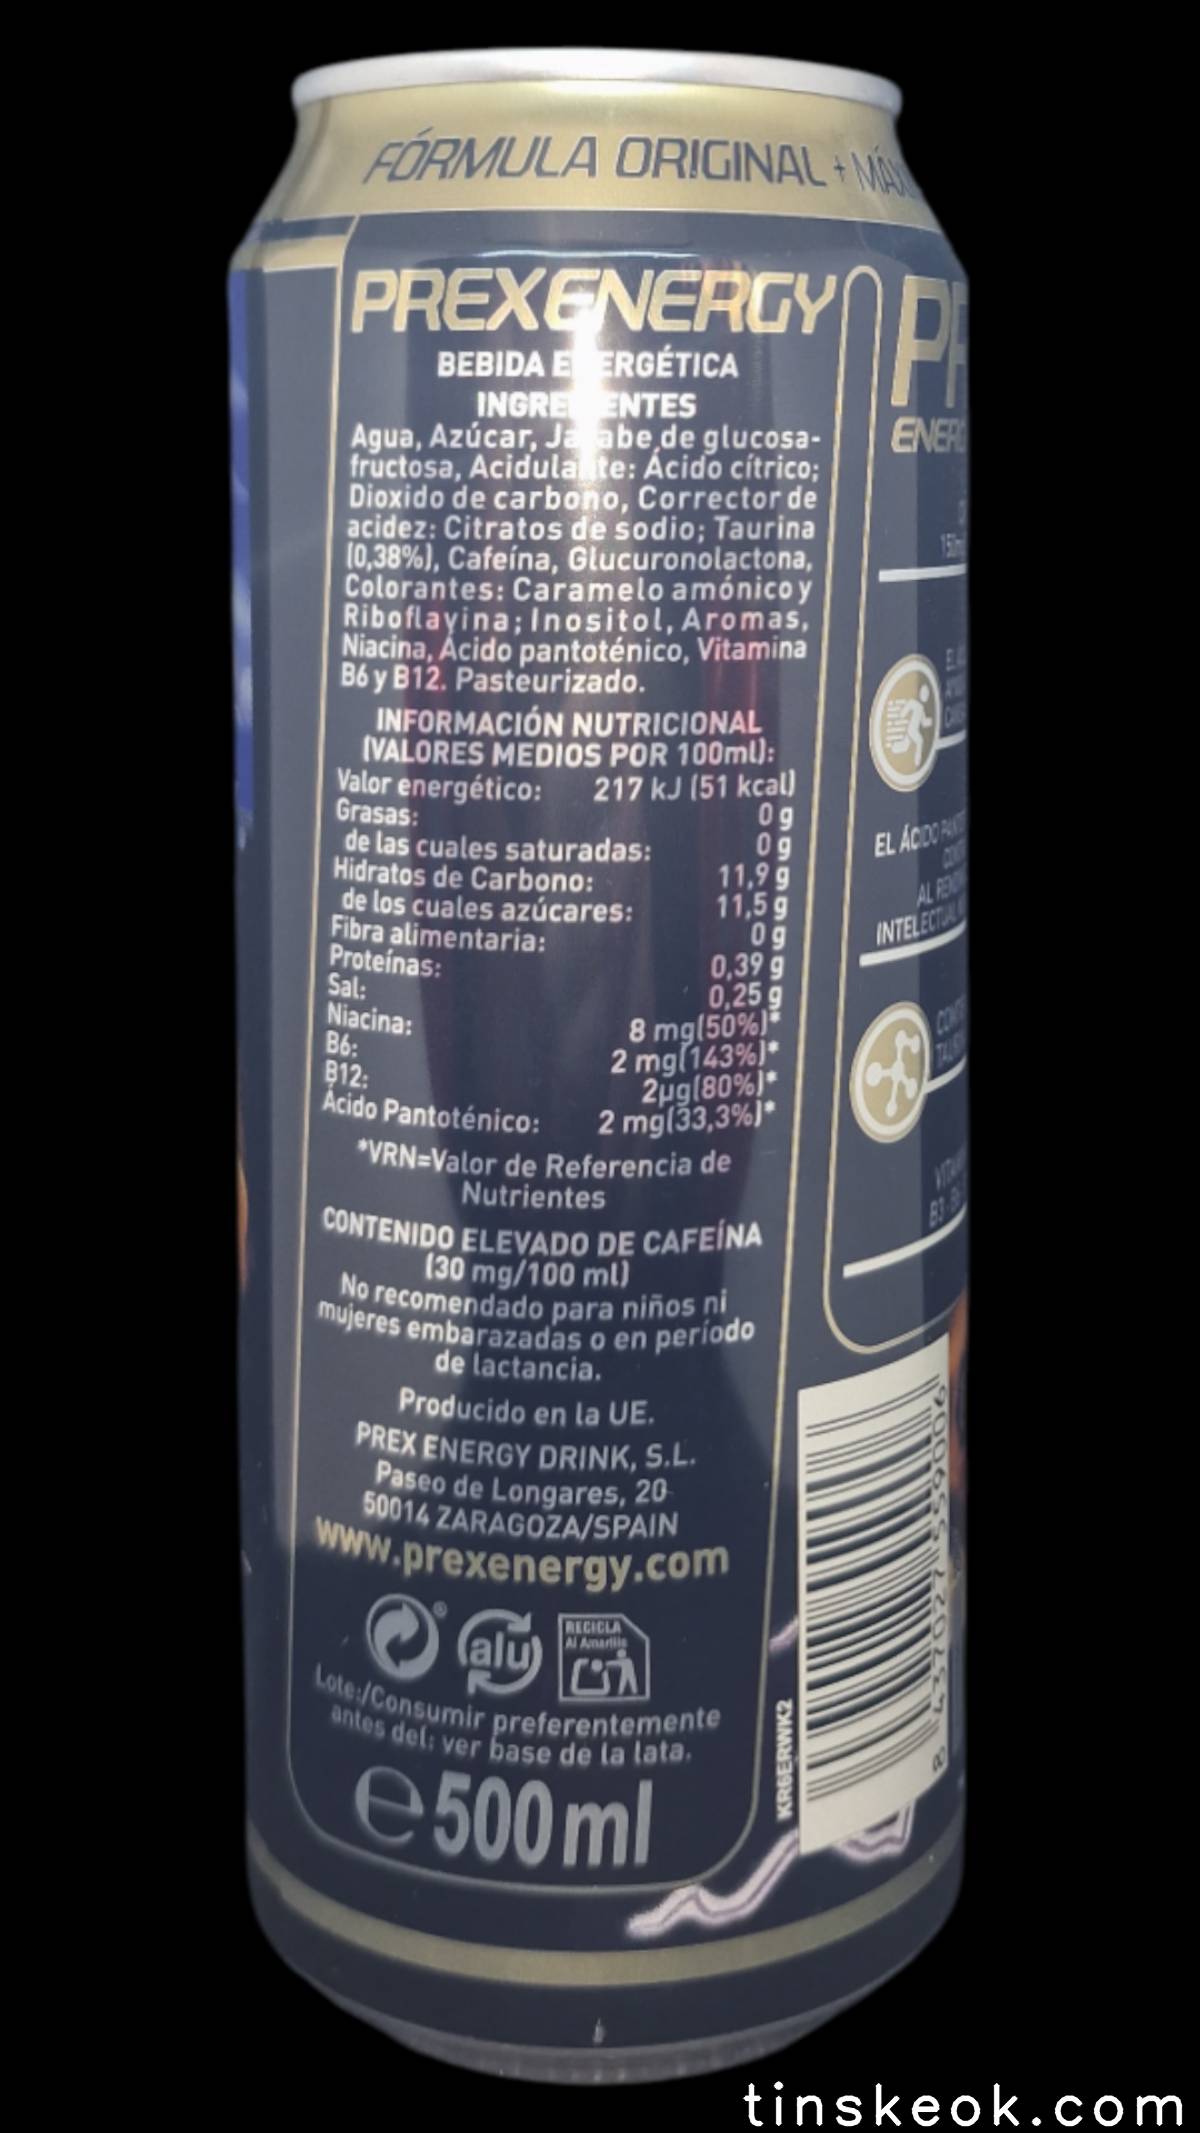 FÓRMULA ORIGINAL +
PREXENERGY
BEBIDA ENERGÉTICA
INGREDIENTES
Agua, Azúcar, Jarabe de glucosa-
fructosa, Acidulante: Ácido cítrico;
Dioxido de carbono, Corrector de
acidez: Citratos de sodio; Taurina
(0,38%), Cafeína, Glucuronolactona,
Colorantes: Caramelo amónico y
Riboflavina; Inositol, Aromas,
Niacina, Ácido pantoténico, Vitamina
B6 y B12. Pasteurizado.
INFORMACIÓN NUTRICIONAL
(VALORES MEDIOS POR 100ml):
Valor energético: 217 kJ (51 kcal)
Grasas: 0 g
de las cuales saturadas: 0 g
Hidratos de Carbono: 11,9 g
de los cuales azúcares: 11,5 g
Fibra alimentaria: 0 g
Proteínas: 0,39 g
Sal: 0,25 g
Niacina: 8 mg(50%)*
B6: 2 mg(143%)*
B12: 2µg(80%)*
Ácido Pantoténico: 2 mg(33,3%)*
*VRN=Valor de Referencia de
Nutrientes
CONTENIDO ELEVADO DE CAFEÍNA
(30 mg/100 ml)
No recomendado para niños ni
mujeres embarazadas o en período
de lactancia.
Producido en la UE.
PREX ENERGY DRINK, S.L.
Paseo de Longares, 20
50014 ZARAGOZA/SPAIN
www.prexenergy.com
alu
RECICLA
Al Amarillo
Lote:/Consumir preferentemente
antes del: ver base de la lata.
e 500 ml
EL ÁCIDO
INTELECTUAL
KR6ERWK2
8 437027 559006
tinskeok.com